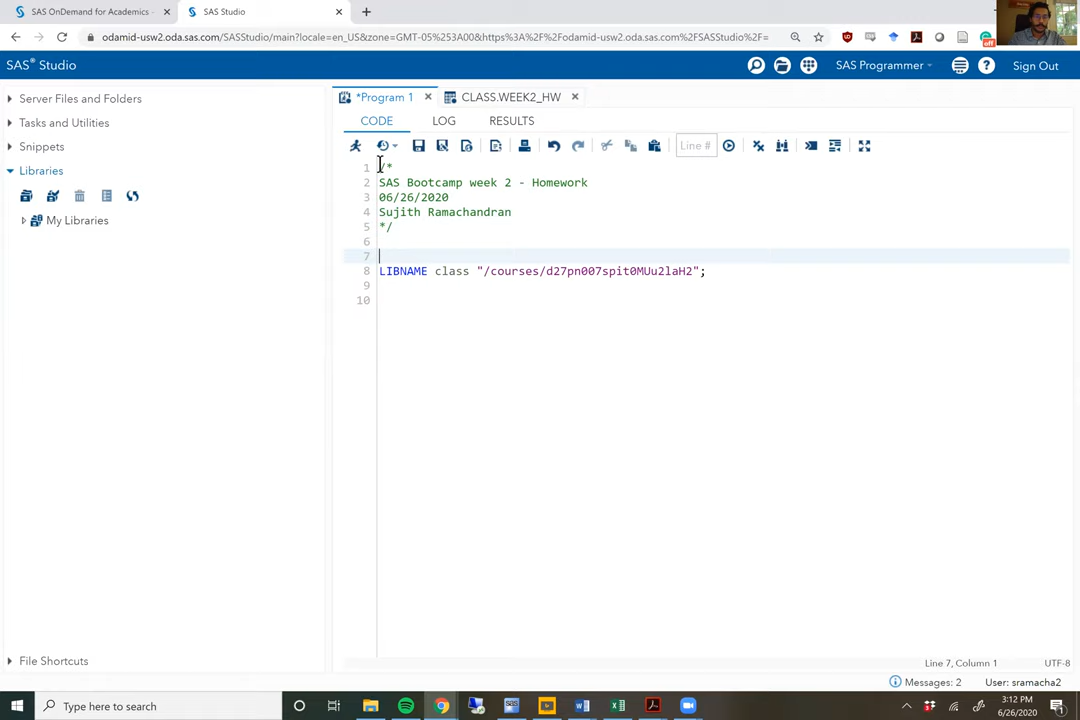 SAS OnDemand for Academics
SAS Studio
odamid-usw2.oda.sas.com/SASStudio/main?locale=en_US&zone=GMT-05%253A00&https%3A%2F%2Fodamid-usw2.oda.sas.com%2FSASStudio%2F=
SAS® Studio
SAS Programmer
Sign Out
Server Files and Folders
Tasks and Utilities
Snippets
Libraries
My Libraries
File Shortcuts
*Program 1
CLASS.WEEK2_HW
CODE
LOG
RESULTS
Line #
1 /*
2 SAS Bootcamp week 2 - Homework
3 06/26/2020
4 Sujith Ramachandran
5 */
6
7
8 LIBNAME class "/courses/d27pn007spit0MUu2laH2";
9
10
Line 7, Column 1
UTF-8
Messages: 2
User: sramacha2
Type here to search
3:12 PM
6/26/2020